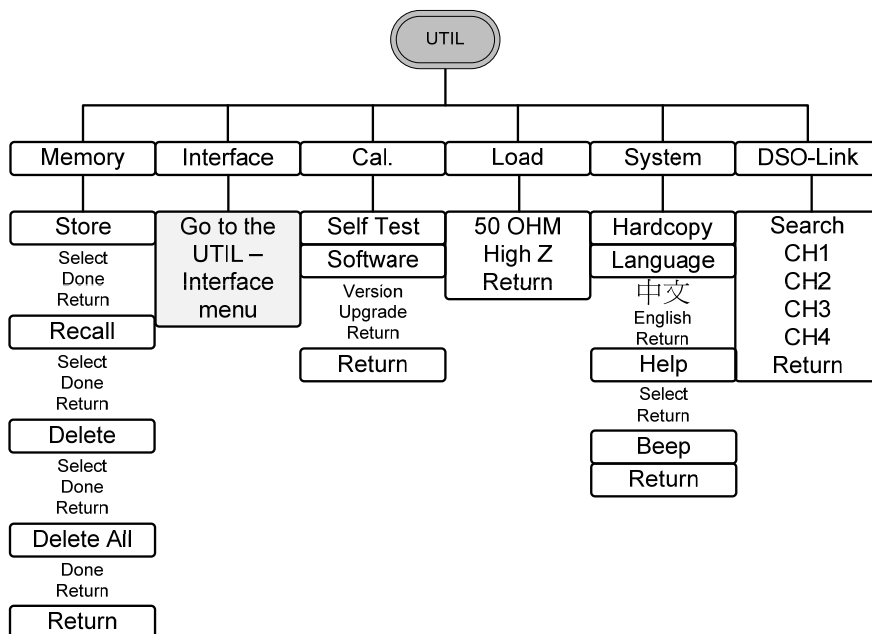 UTIL
Memory
Interface
Cal.
Load
System
DSO-Link
Store
Select
Done
Return
Recall
Select
Done
Return
Delete
Select
Done
Return
Delete All
Done
Return
Return
Go to the
UTIL –
Interface
menu
Self Test
Software
Version
Upgrade
Return
Return
50 OHM
High Z
Return
Hardcopy
Language
中文
English
Return
Help
Select
Return
Beep
Return
Search
CH1
CH2
CH3
CH4
Return